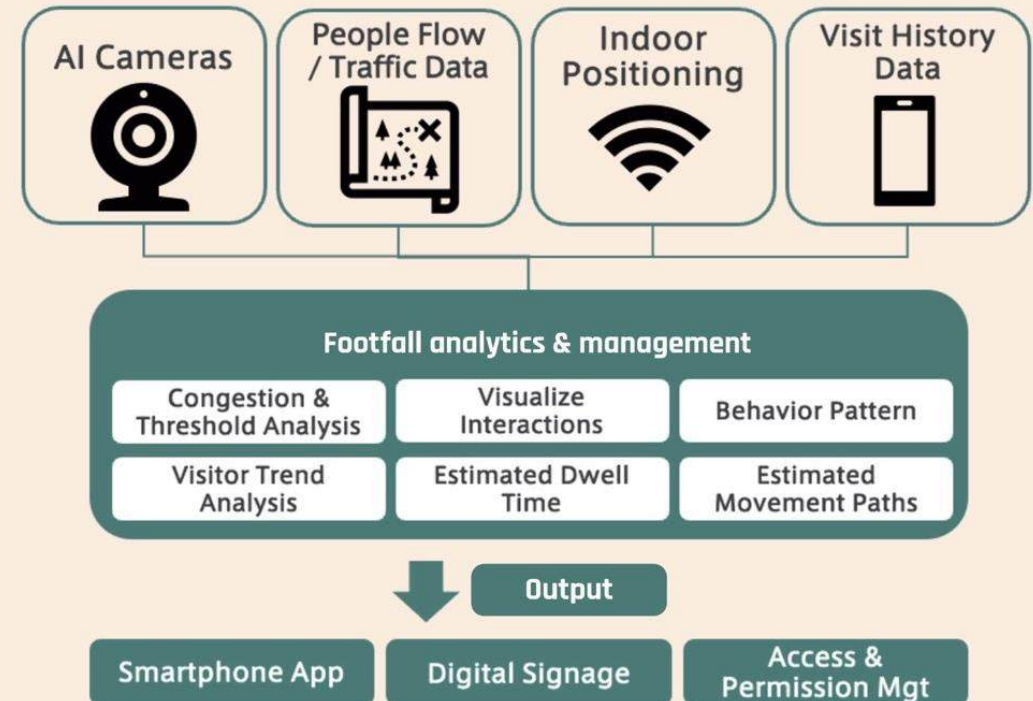 AI Cameras
People Flow
/ Traffic Data
Indoor
Positioning
Visit History
Data
Footfall analytics & management
Congestion &
Threshold Analysis
Visualize
Interactions
Behavior Pattern
Visitor Trend
Analysis
Estimated Dwell
Time
Estimated
Movement Paths
Output
Smartphone App
Digital Signage
Access &
Permission Mgt